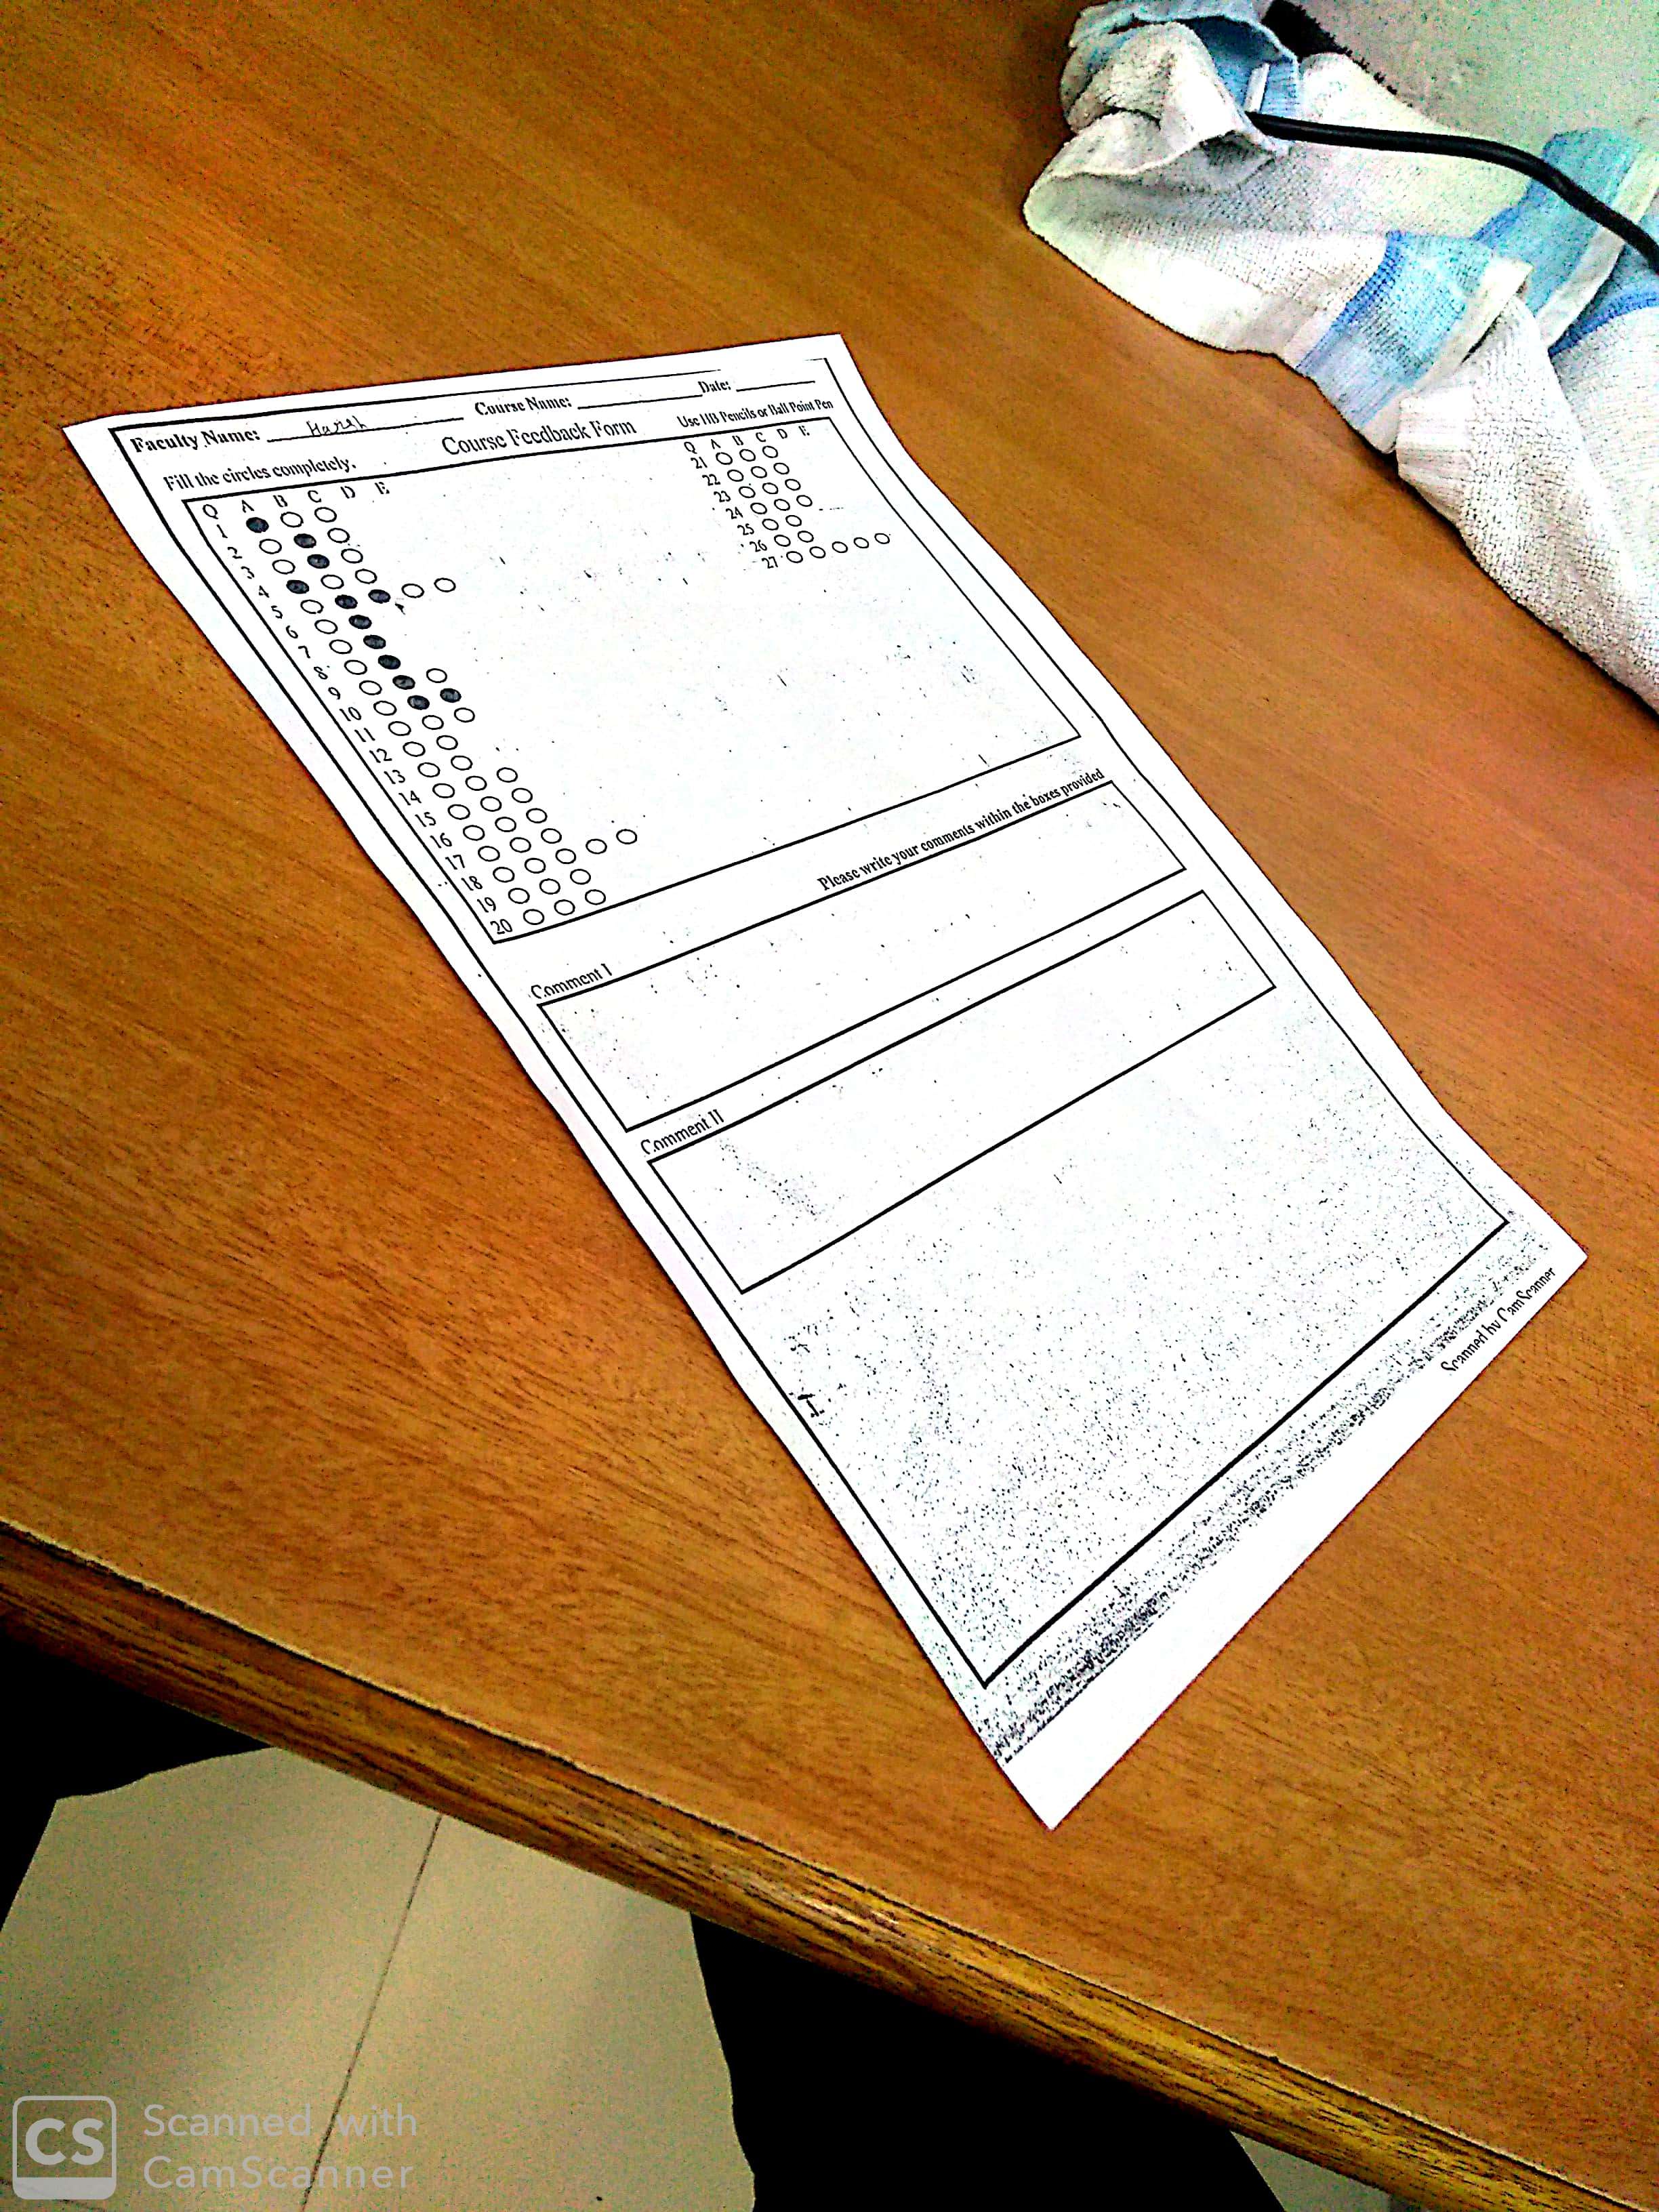 Faculty Name: Harsh Course Name: Date:
Course Feedback Form
Fill the circles completely. Use HB Pencils or Ball Point Pen
Q A B C D E
1
2
3
4
5
6
7
8
9
10
11
12
13
14
15
16
17
18
19
20
Q A B C D E
21
22
23
24
25
26
27
Please write your comments within the boxes provided
Comment I
Comment II
Scanned by CamScanner
CS Scanned with
CamScanner